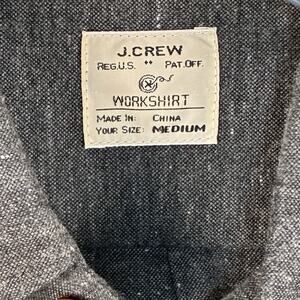 J.CREW
REG.U.S. ** PAT.OFF.
WORKSHIRT
MADE IN: CHINA
YOUR SIZE: MEDIUM